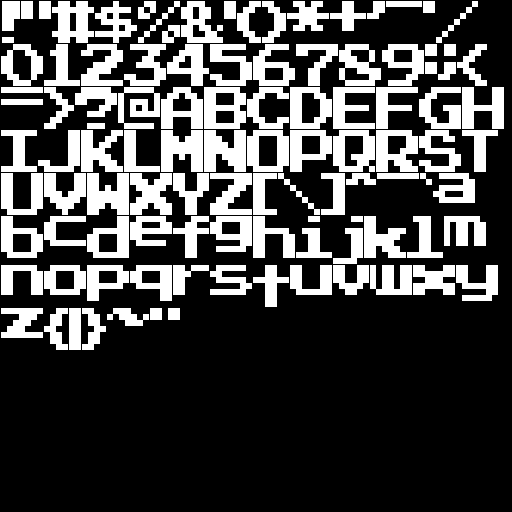 !"#$%&'()*+,-./
0123456789:;<
=>?@ABCDEFGH
IJKLMNOPQRST
UVWXYZ[\]^_`a
bcdefghijklm
nopqrstuvwxy
z{|}~